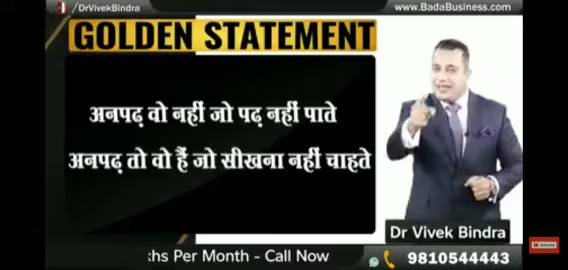 /DrVivekBindra
www.BadaBusiness.com
GOLDEN STATEMENT
अनपढ़ वो नहीं जो पढ़ नहीं पाते
अनपढ़ तो वो हैं जो सीखना नहीं चाहते
Dr Vivek Bindra
hs Per Month - Call Now
9810544443